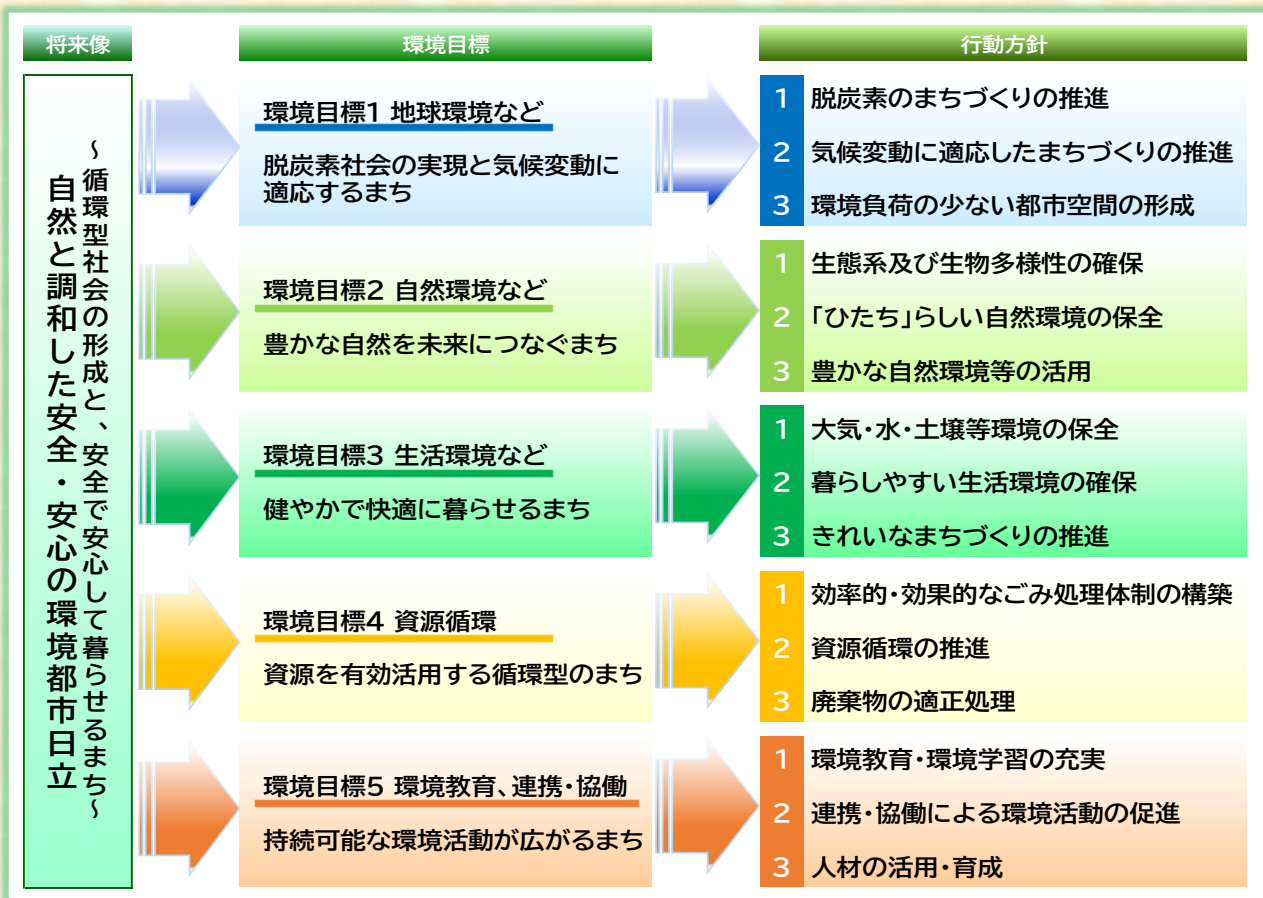 将来像
環境目標
行動方針
~循環型社会の形成と、安全で安心して暮らせるまち~
自然と調和した安全・安心の環境都市日立
環境目標1 地球環境など
脱炭素社会の実現と気候変動に
適応するまち
1 脱炭素のまちづくりの推進
2 気候変動に適応したまちづくりの推進
3 環境負荷の少ない都市空間の形成
環境目標2 自然環境など
豊かな自然を未来につなぐまち
1 生態系及び生物多様性の確保
2 「ひたち」らしい自然環境の保全
3 豊かな自然環境等の活用
環境目標3 生活環境など
健やかで快適に暮らせるまち
1 大気・水・土壌等環境の保全
2 暮らしやすい生活環境の確保
3 きれいなまちづくりの推進
環境目標4 資源循環
資源を有効活用する循環型のまち
1 効率的・効果的なごみ処理体制の構築
2 資源循環の推進
3 廃棄物の適正処理
環境目標5 環境教育、連携・協働
持続可能な環境活動が広がるまち
1 環境教育・環境学習の充実
2 連携・協働による環境活動の促進
3 人材の活用・育成